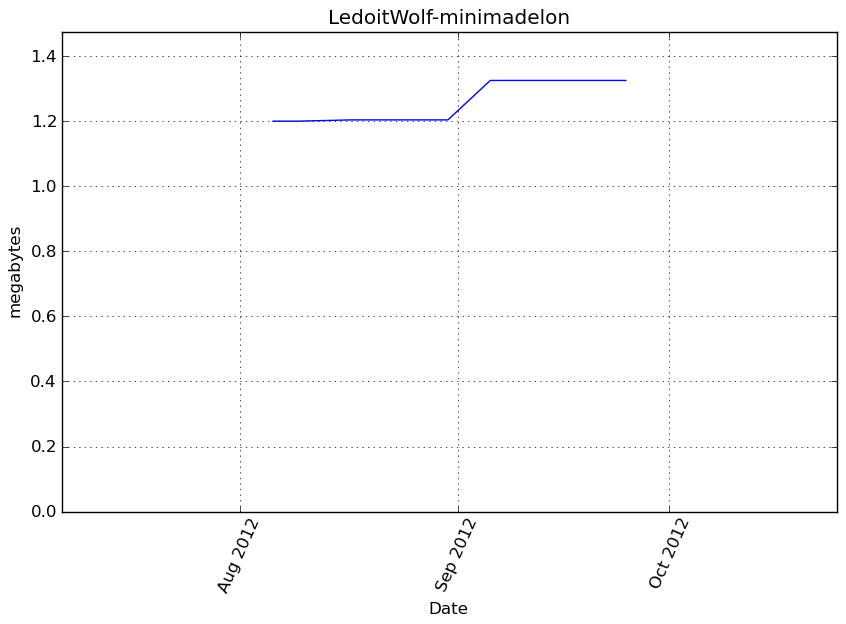 LedoitWolf-minimadelon
1.4
1.2
1.0
0.8
0.6
0.4
0.2
0.0
megabytes
Aug 2012
Sep 2012
Oct 2012
Date